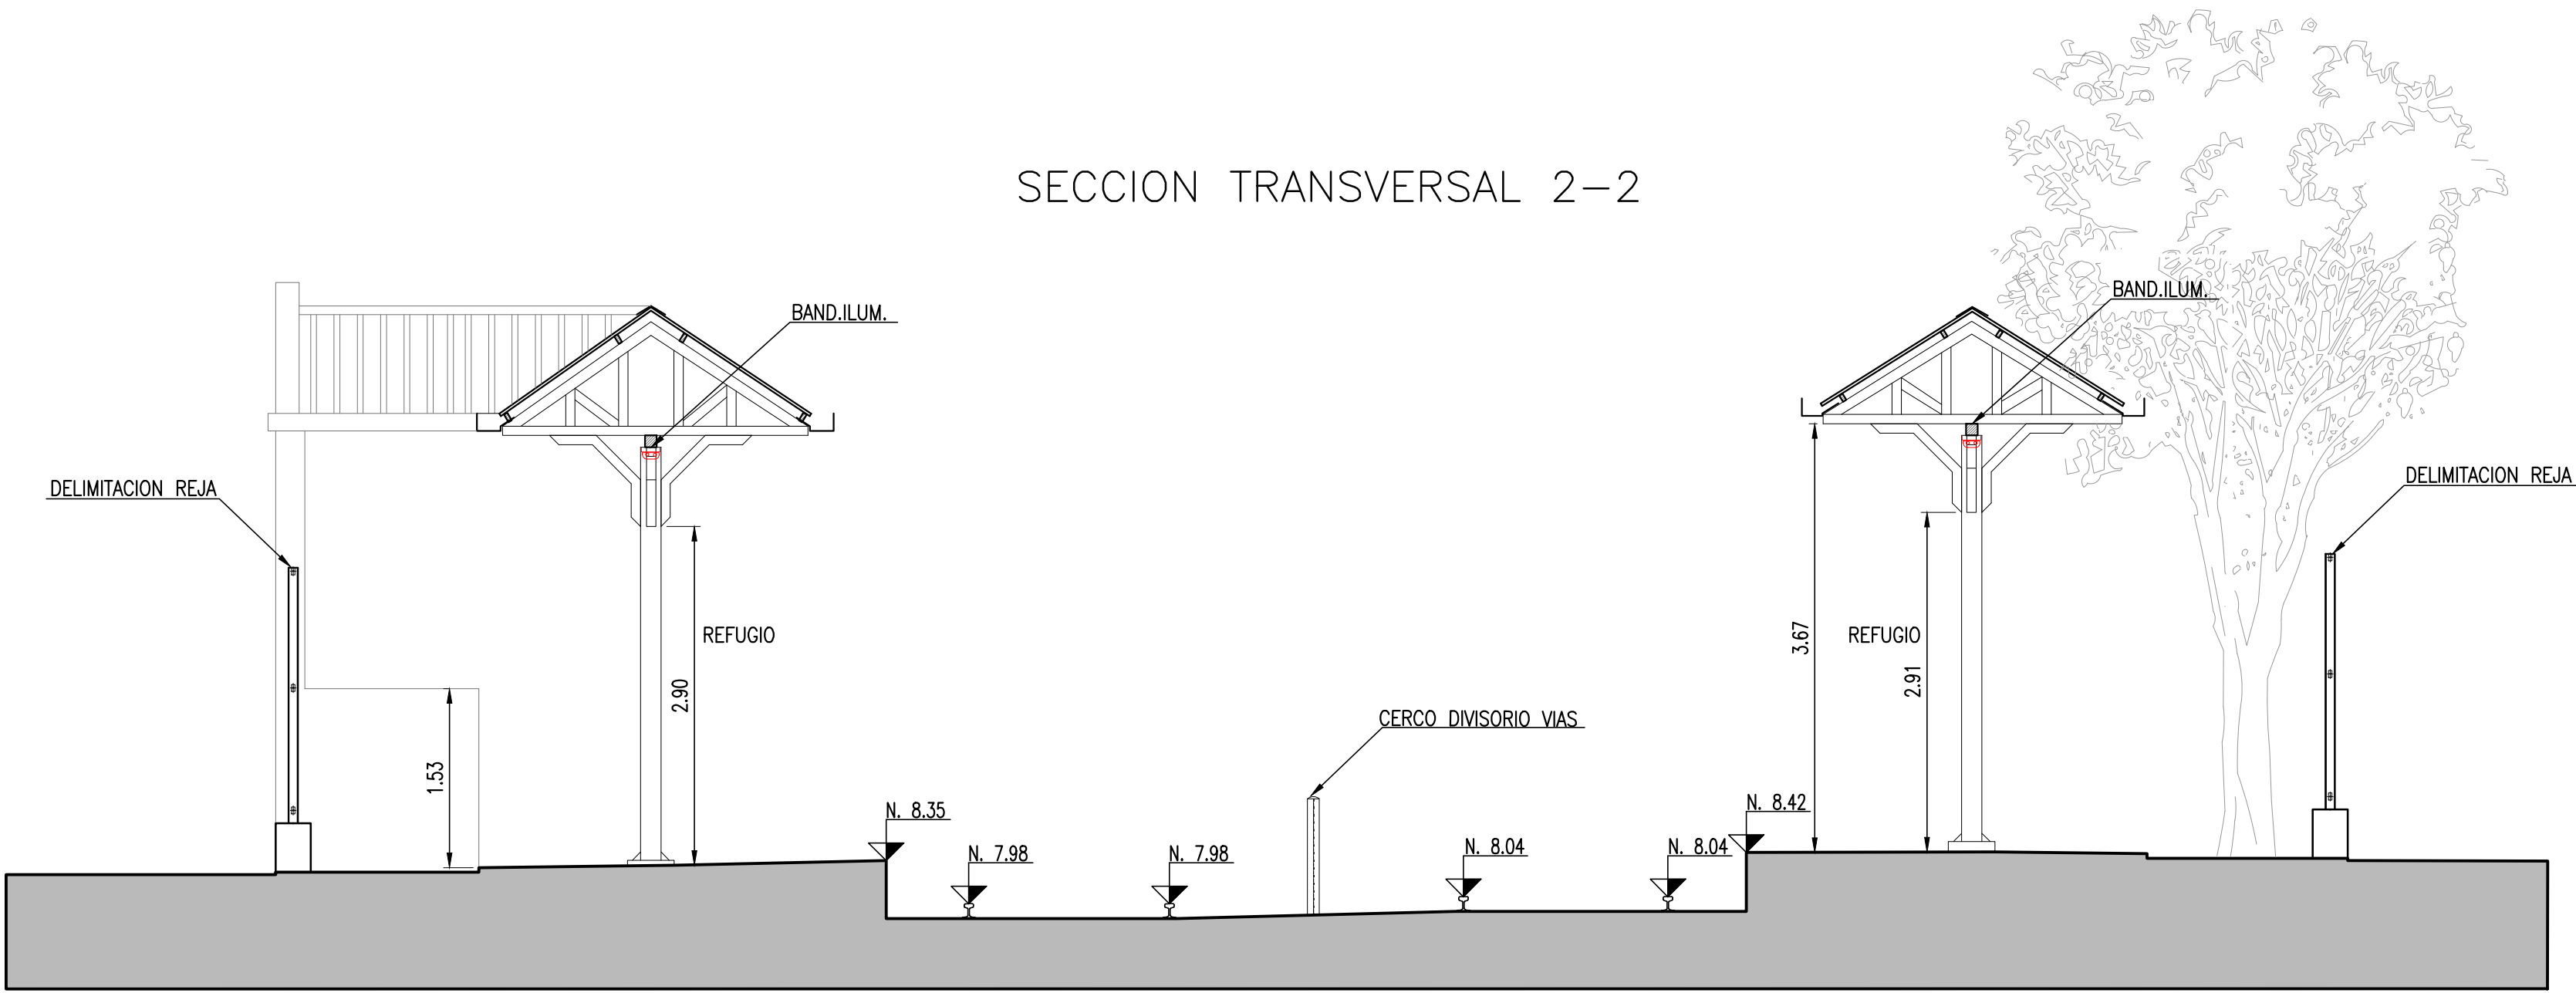 SECCION TRANSVERSAL 2-2
BAND.ILUM.
BAND.ILUM.
DELIMITACION REJA
DELIMITACION REJA
REFUGIO
2.90
1.53
3.67
REFUGIO
2.91
CERCO DIVISORIO VIAS
N. 8.35
N. 7.98
N. 7.98
N. 8.04
N. 8.04
N. 8.42